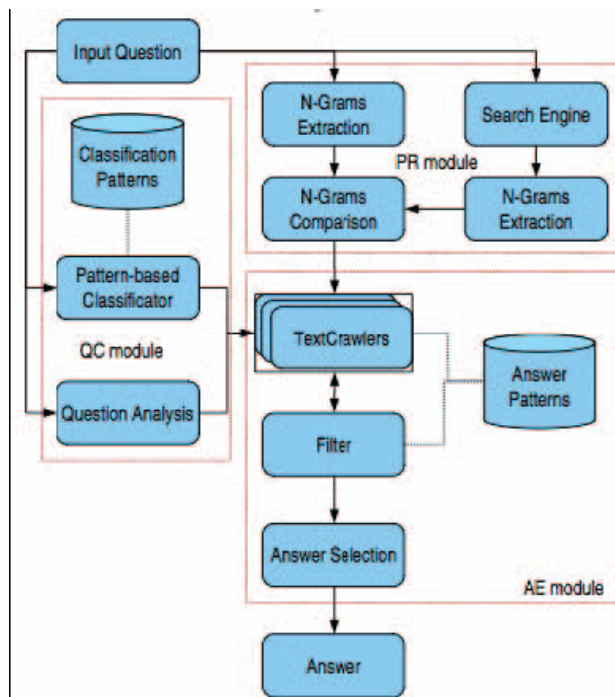 Input Question
N-Grams
Extraction
Search Engine
Classification
Patterns
PR module
N-Grams
Comparison
N-Grams
Extraction
Pattern-based
Classificator
TextCrawlers
QC module
Answer
Patterns
Question Analysis
Filter
Answer Selection
AE module
Answer